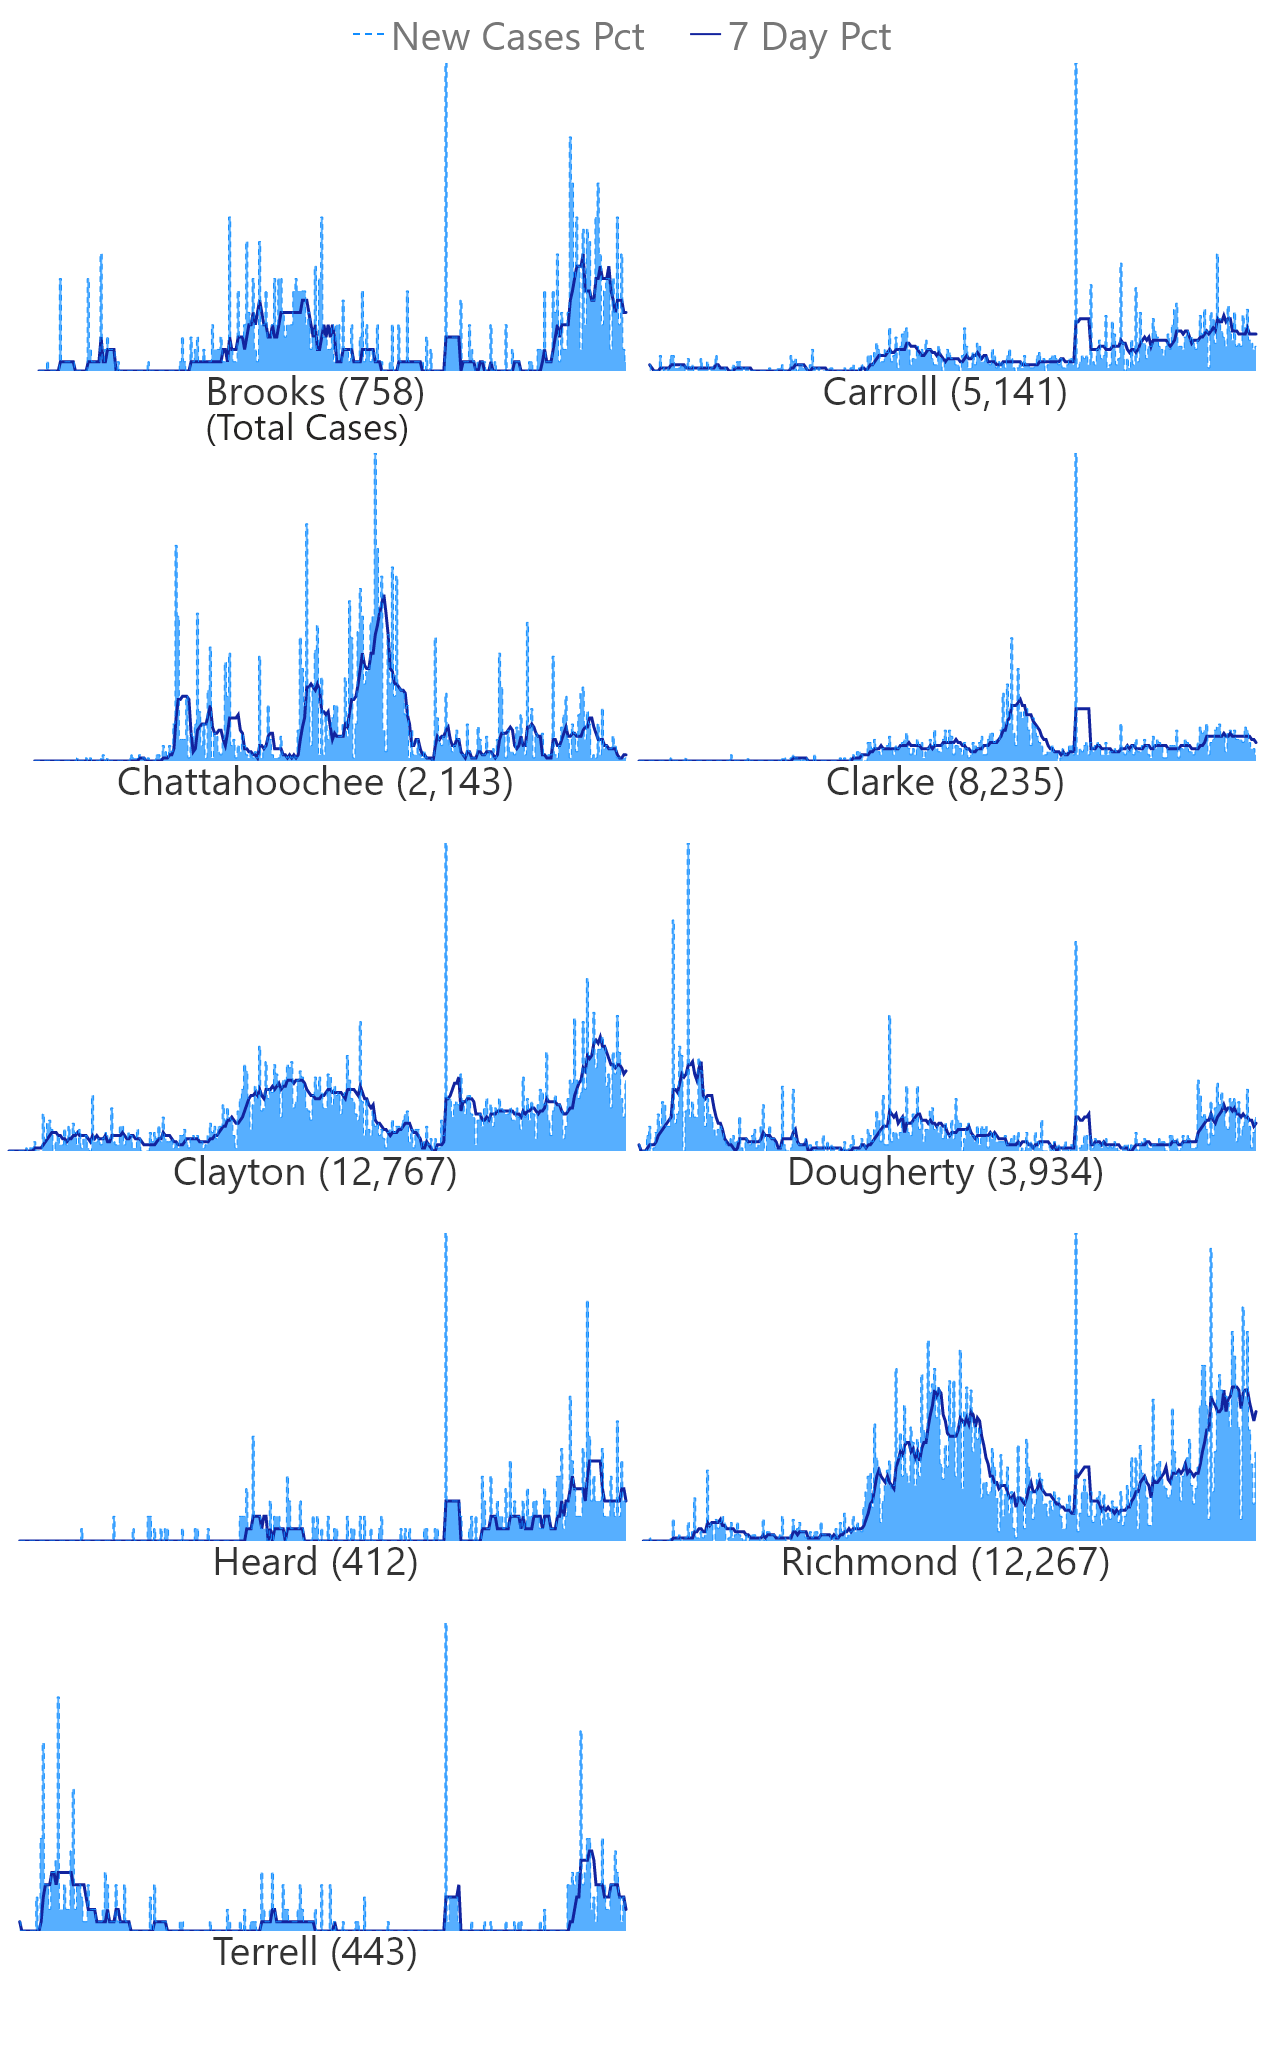 New Cases Pct 7 Day Pct
Brooks (758) Carroll (5,141)
(Total Cases)
Chattahoochee (2,143) Clarke (8,235)
Clayton (12,767) Dougherty (3,934)
Heard (412) Richmond (12,267)
Terrell (443)